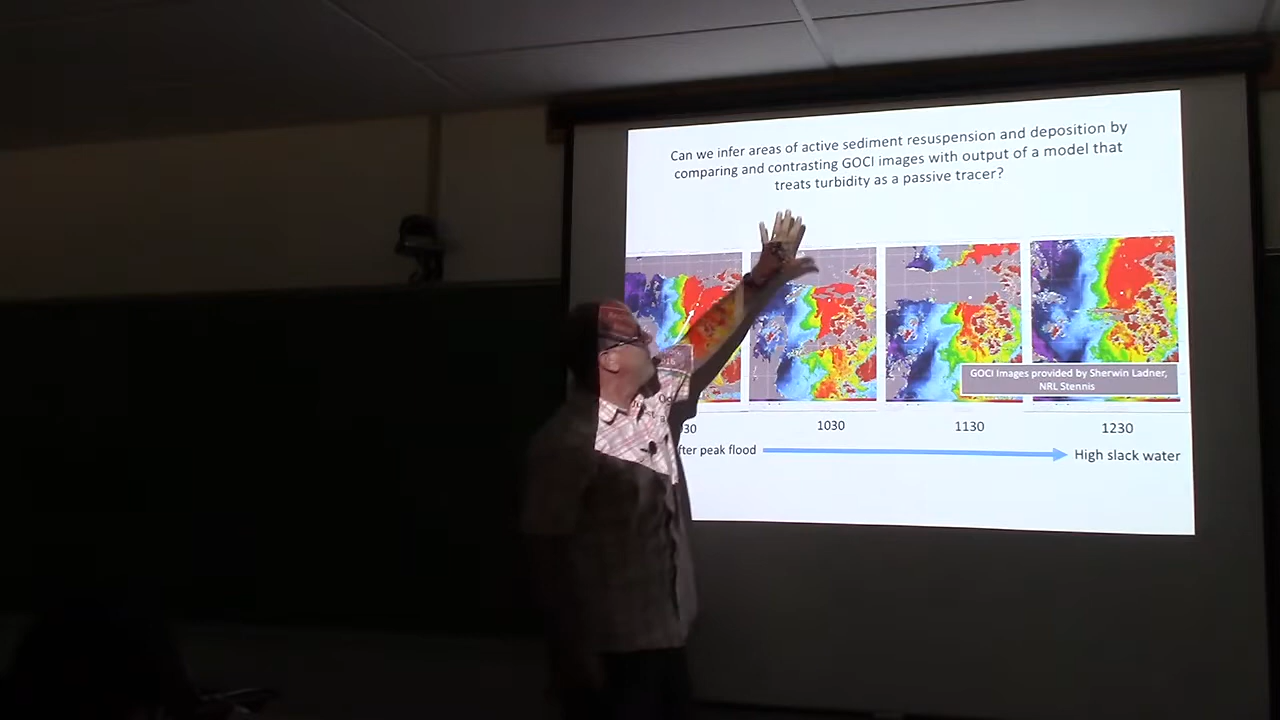 Can we infer areas of active sediment resuspension and deposition by
comparing and contrasting GOCI images with output of a model that
treats turbidity as a passive tracer?
GOCI Images provided by Sherwin Ladner,
NRL Stennis
30 1030 1130 1230
fter peak flood High slack water